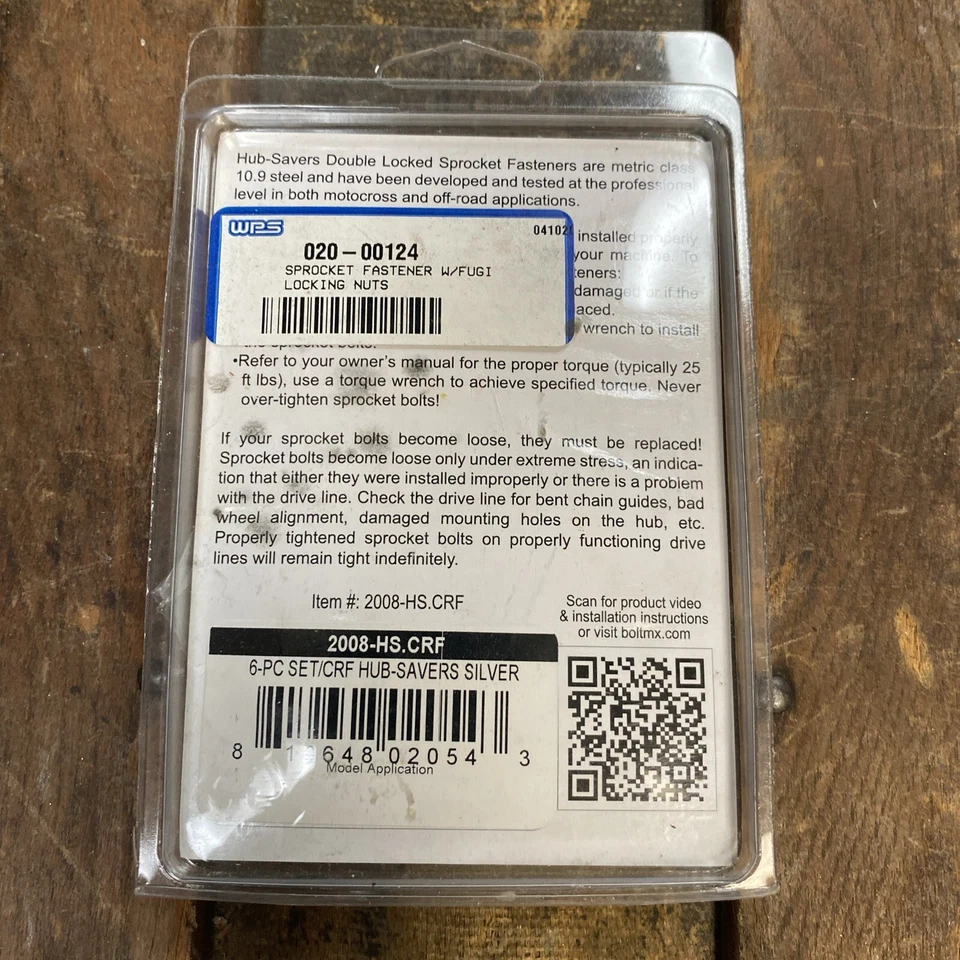 Hub-Savers Double Locked Sprocket Fasteners are metric class
10.9 steel and have been developed and tested at the professional
level in both motocross and off-road applications.
WPS
04102
020-00124
SPROCKET FASTENER W/FUGI
LOCKING NUTS
installed properly
your machine. To
teners:
damaged or if the
aced.
wrench to install
the sprocket bolts.
•Refer to your owner's manual for the proper torque (typically 25
ft lbs), use a torque wrench to achieve specified torque. Never
over-tighten sprocket bolts!
If your sprocket bolts become loose, they must be replaced!
Sprocket bolts become loose only under extreme stress, an indica-
tion that either they were installed improperly or there is a problem
with the drive line. Check the drive line for bent chain guides, bad
wheel alignment, damaged mounting holes on the hub, etc.
Properly tightened sprocket bolts on properly functioning drive
lines will remain tight indefinitely.
Item #: 2008-HS.CRF
2008-HS.CRF
6-PC SET/CRF HUB-SAVERS SILVER
8 02054 3
Model Application
Scan for product video
& installation instructions
or visit boltmx.com